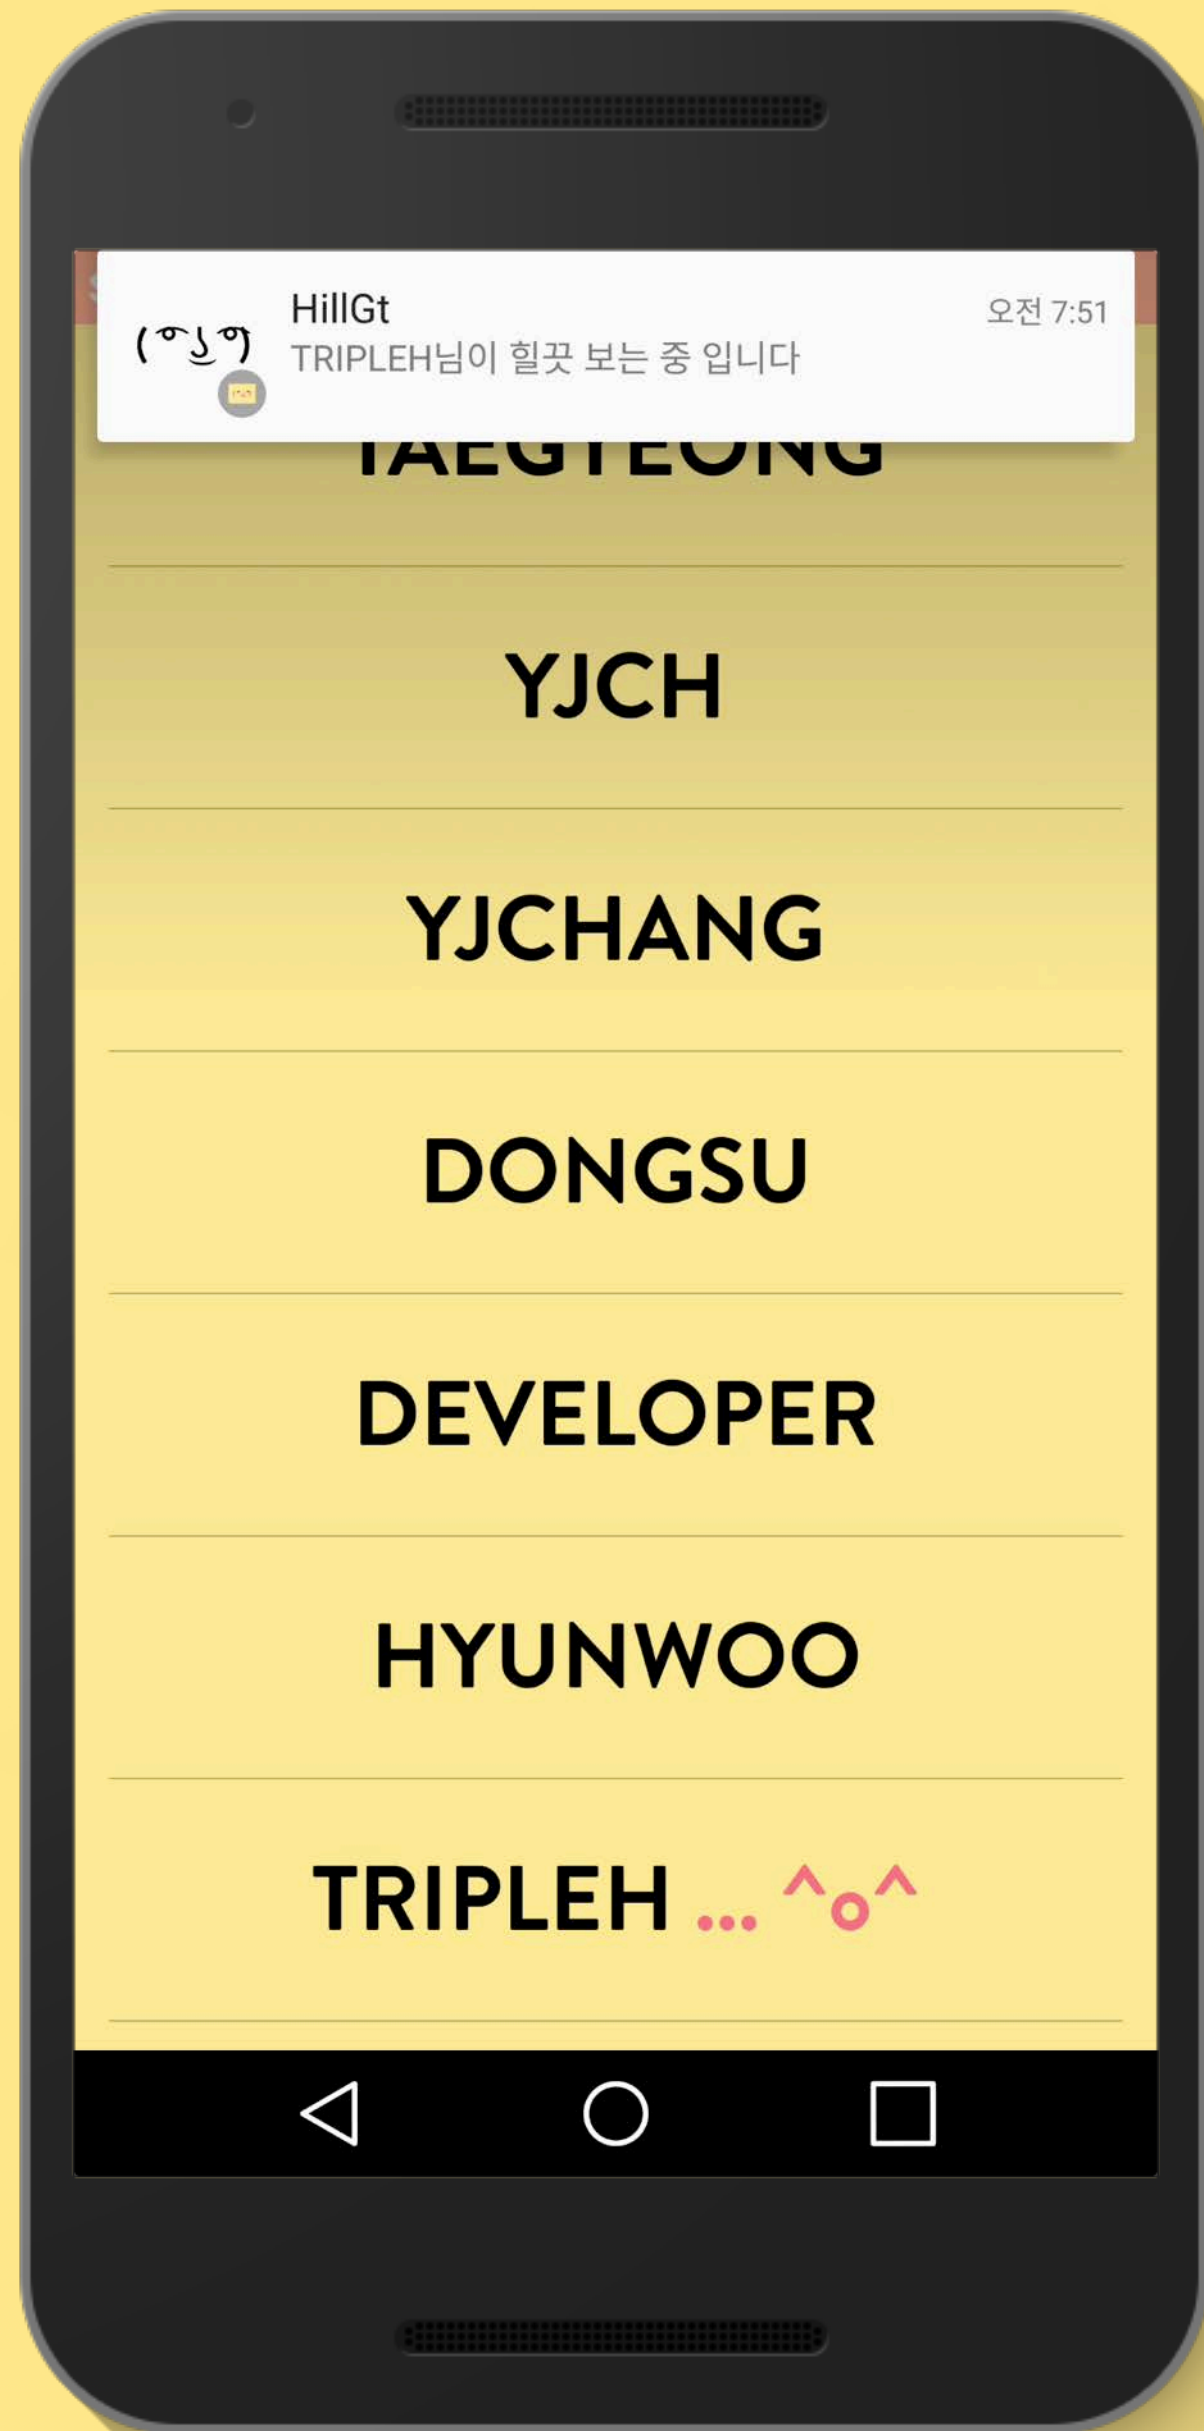 HillGt
오전 7:51
TRIPLEH님이 힐끗 보는 중 입니다
TAEGYEONG
YJCH
YJCHANG
DONGSU
DEVELOPER
HYUNWOO
TRIPLEH ... ^o^